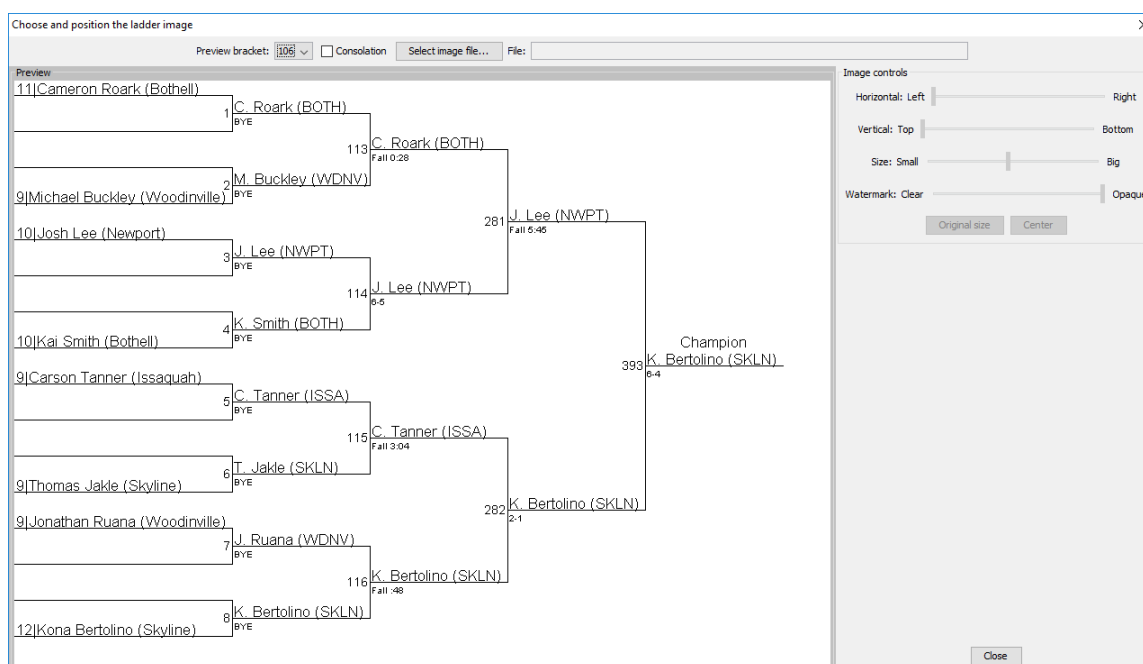 Choose and position the ladder image
Preview bracket: 106 Consolation Select image file... File:
Preview
11|Cameron Roark (Bothell)
1 C. Roark (BOTH)
BYE
113 C. Roark (BOTH)
Fall 0:28
2 M. Buckley (WDNV)
BYE
9|Michael Buckley (Woodinville)
281 J. Lee (NWPT)
Fall 5:45
10|Josh Lee (Newport)
3 J. Lee (NWPT)
BYE
114 J. Lee (NWPT)
6-5
4 K. Smith (BOTH)
BYE
10|Kai Smith (Bothell)
Champion
393 K. Bertolino (SKLN)
6-4
9|Carson Tanner (Issaquah)
5 C. Tanner (ISSA)
BYE
115 C. Tanner (ISSA)
Fall 3:04
6 T. Jakle (SKLN)
BYE
9|Thomas Jakle (Skyline)
282 K. Bertolino (SKLN)
2-1
9|Jonathan Ruana (Woodinville)
7 J. Ruana (WDNV)
BYE
116 K. Bertolino (SKLN)
Fall :48
8 K. Bertolino (SKLN)
BYE
12|Kona Bertolino (Skyline)
Image controls
Horizontal: Left Right
Vertical: Top Bottom
Size: Small Big
Watermark: Clear Opaque
Original size Center
Close